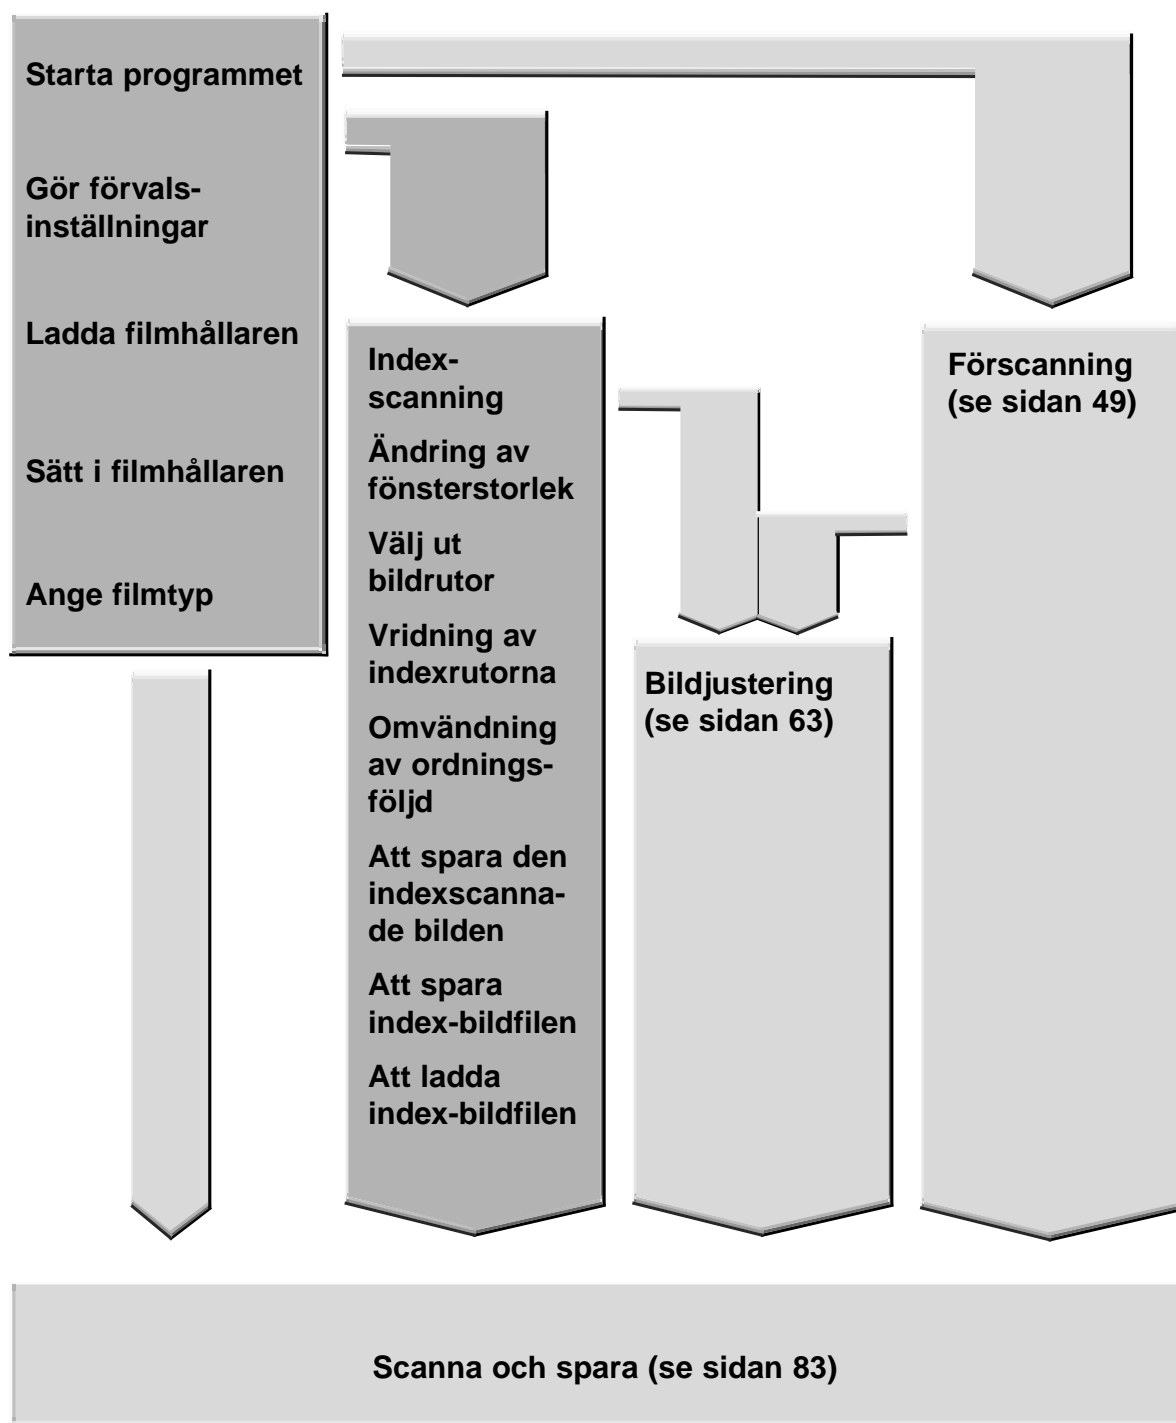 Starta programmet
Gör förvals-
inställningar
Ladda filmhållaren
Sätt i filmhållaren
Ange filmtyp
Index-
scanning
Ändring av
fönsterstorlek
Välj ut
bildrutor
Vridning av
indexrutorna
Omvändning
av ordnings-
följd
Att spara den
indexscanna-
de bilden
Att spara
index-bildfilen
Att ladda
index-bildfilen
Bildjustering
(se sidan 63)
Förscanning
(se sidan 49)
Scanna och spara (se sidan 83)